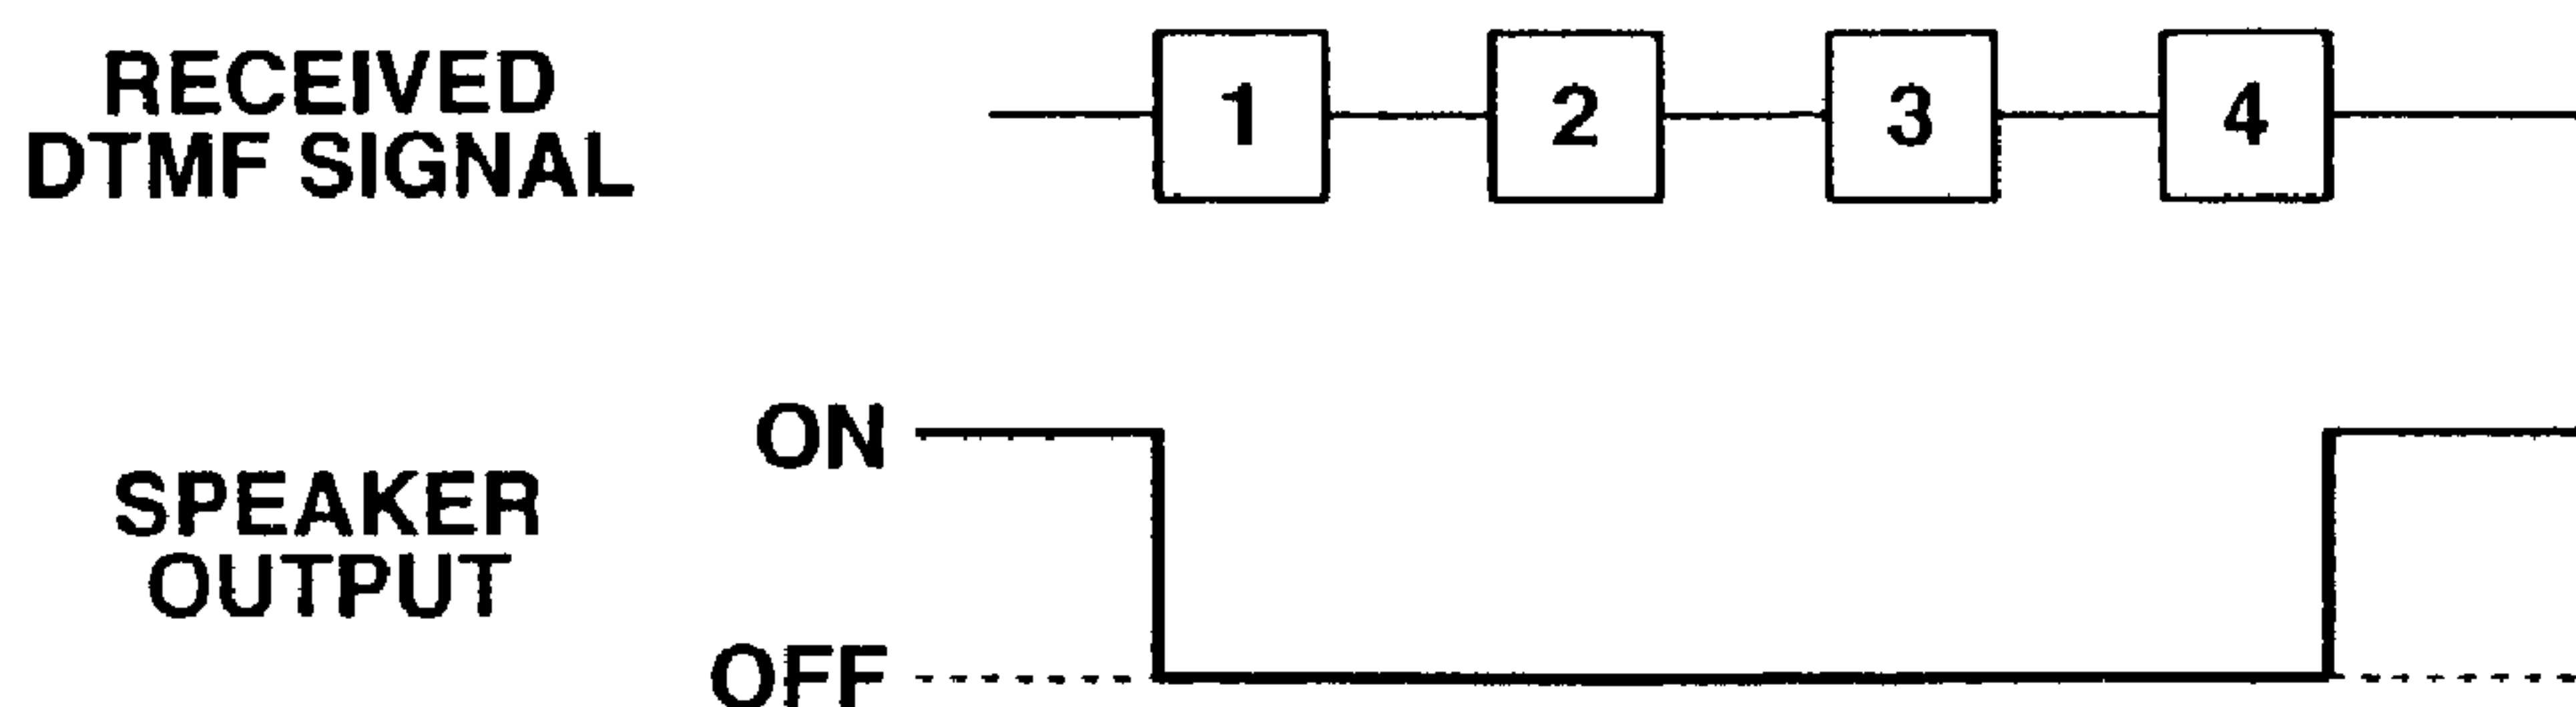 RECEIVED
DTMF SIGNAL
1 2 3 4
ON
SPEAKER
OUTPUT
OFF